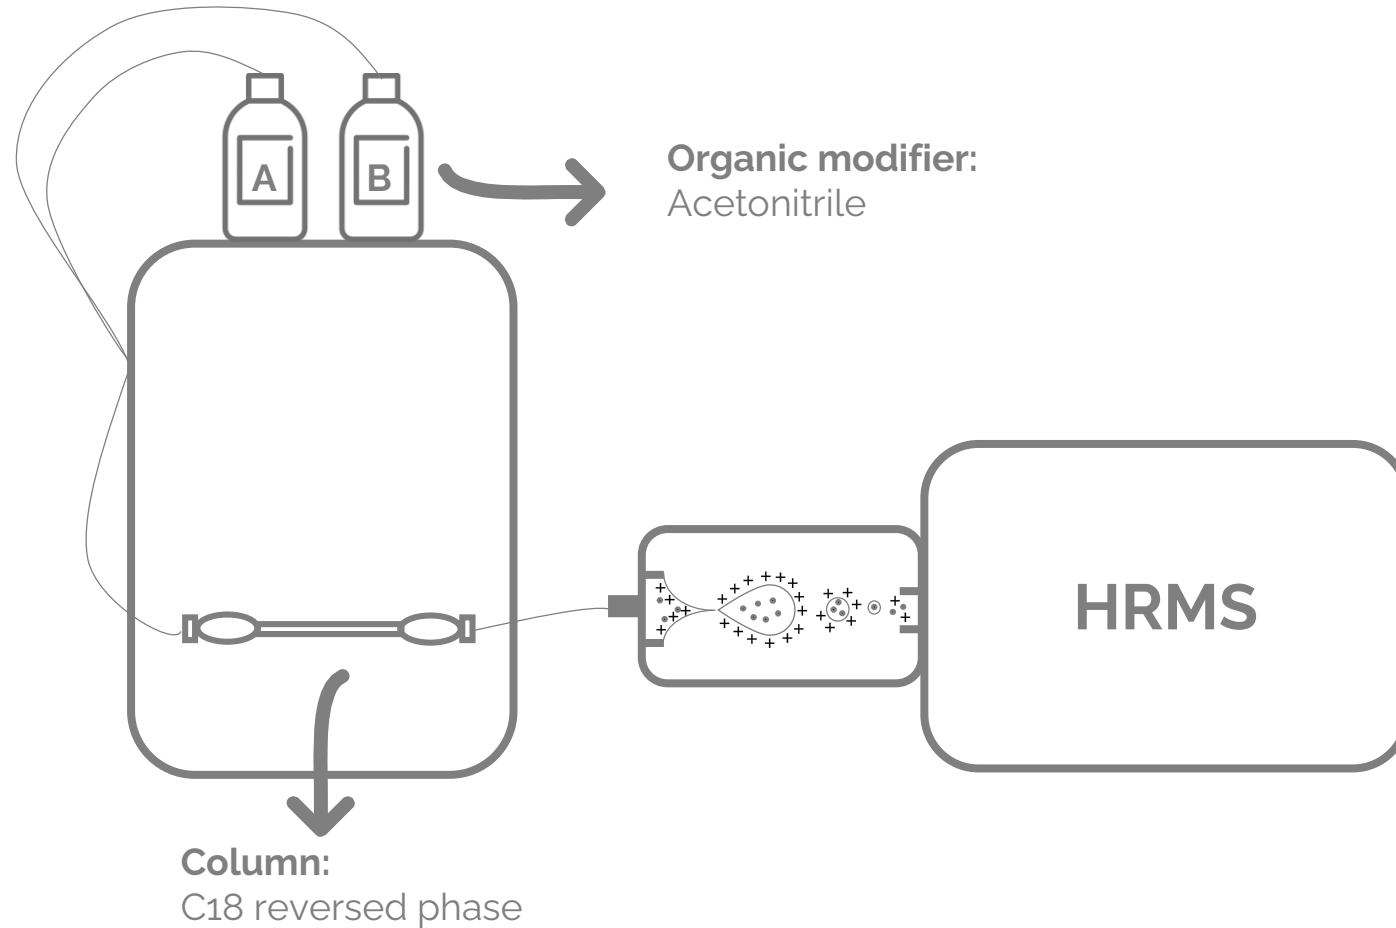 A
B
Organic modifier:
Acetonitrile
HRMS
Column:
C18 reversed phase